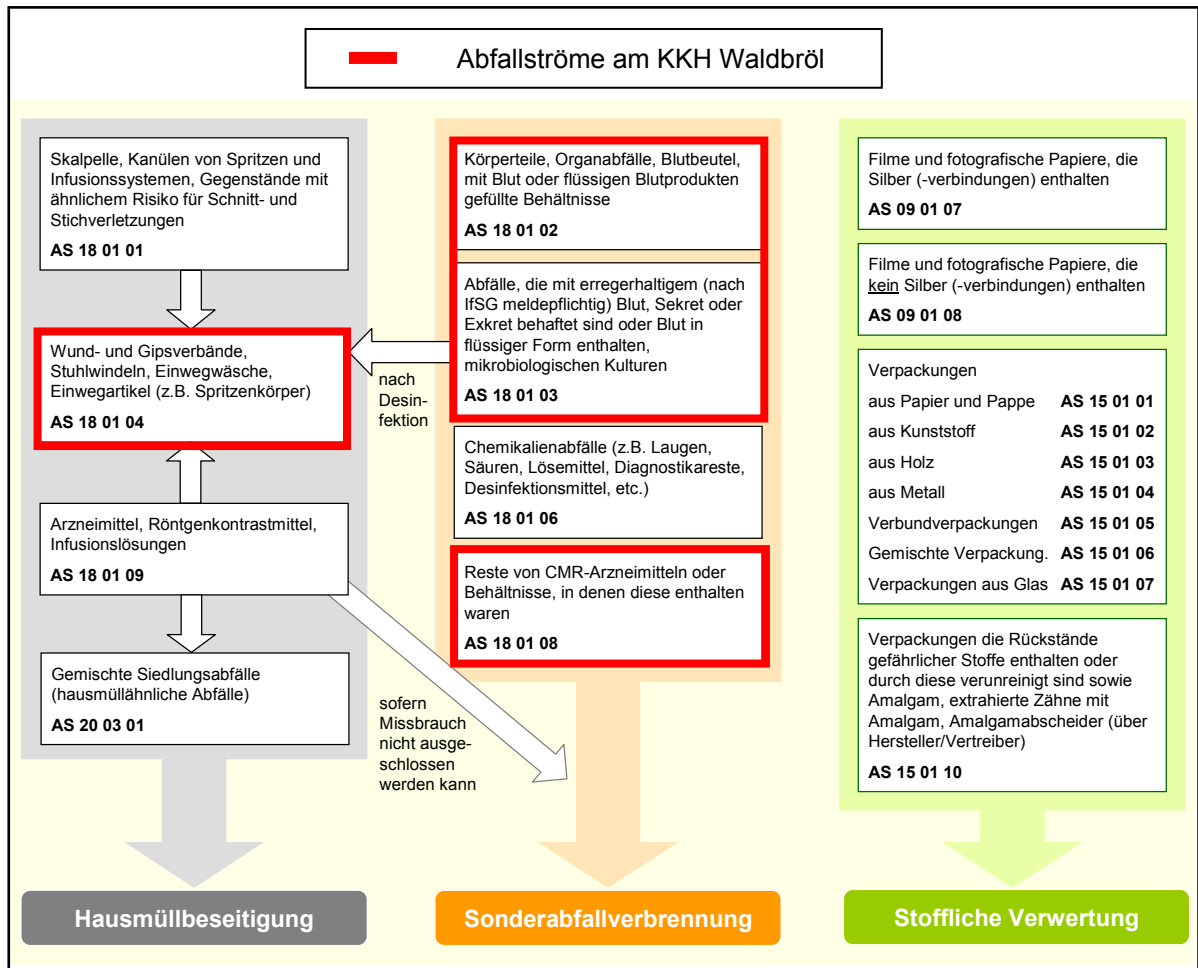 Abfallströme am KKH Waldbröl
Skalpelle, Kanülen von Spritzen und
Infusionssystemen, Gegenstände mit
ähnlichem Risiko für Schnitt- und
Stichverletzungen
AS 18 01 01
Wund- und Gipsverbände,
Stuhlwindeln, Einwegwäsche,
Einwegartikel (z.B. Spritzenkörper)
AS 18 01 04
Arzneimittel, Röntgenkontrastmittel,
Infusionslösungen
AS 18 01 09
Gemischte Siedlungsabfälle
(hausmüllähnliche Abfälle)
AS 20 03 01
Hausmüllbeseitigung
nach
Desin-
fektion
sofern
Missbrauch
nicht ausge-
schlossen
werden kann
Körperteile, Organabfälle, Blutbeutel,
mit Blut oder flüssigen Blutprodukten
gefüllte Behältnisse
AS 18 01 02
Abfälle, die mit erregerhaltigem (nach
IfSG meldepflichtig) Blut, Sekret oder
Exkret behaftet sind oder Blut in
flüssiger Form enthalten,
mikrobiologischen Kulturen
AS 18 01 03
Chemikalienabfälle (z.B. Laugen,
Säuren, Lösemittel, Diagnostikareste,
Desinfektionsmittel, etc.)
AS 18 01 06
Reste von CMR-Arzneimitteln oder
Behältnisse, in denen diese enthalten
waren
AS 18 01 08
Sonderabfallverbrennung
Filme und fotografische Papiere, die
Silber (-verbindungen) enthalten
AS 09 01 07
Filme und fotografische Papiere, die
kein Silber (-verbindungen) enthalten
AS 09 01 08
Verpackungen
aus Papier und Pappe AS 15 01 01
aus Kunststoff AS 15 01 02
aus Holz AS 15 01 03
aus Metall AS 15 01 04
Verbundverpackungen AS 15 01 05
Gemischte Verpackung. AS 15 01 06
Verpackungen aus Glas AS 15 01 07
Verpackungen die Rückstände
gefährlicher Stoffe enthalten oder
durch diese verunreinigt sind sowie
Amalgam, extrahierte Zähne mit
Amalgam, Amalgamabscheider (über
Hersteller/Vertreiber)
AS 15 01 10
Stoffliche Verwertung